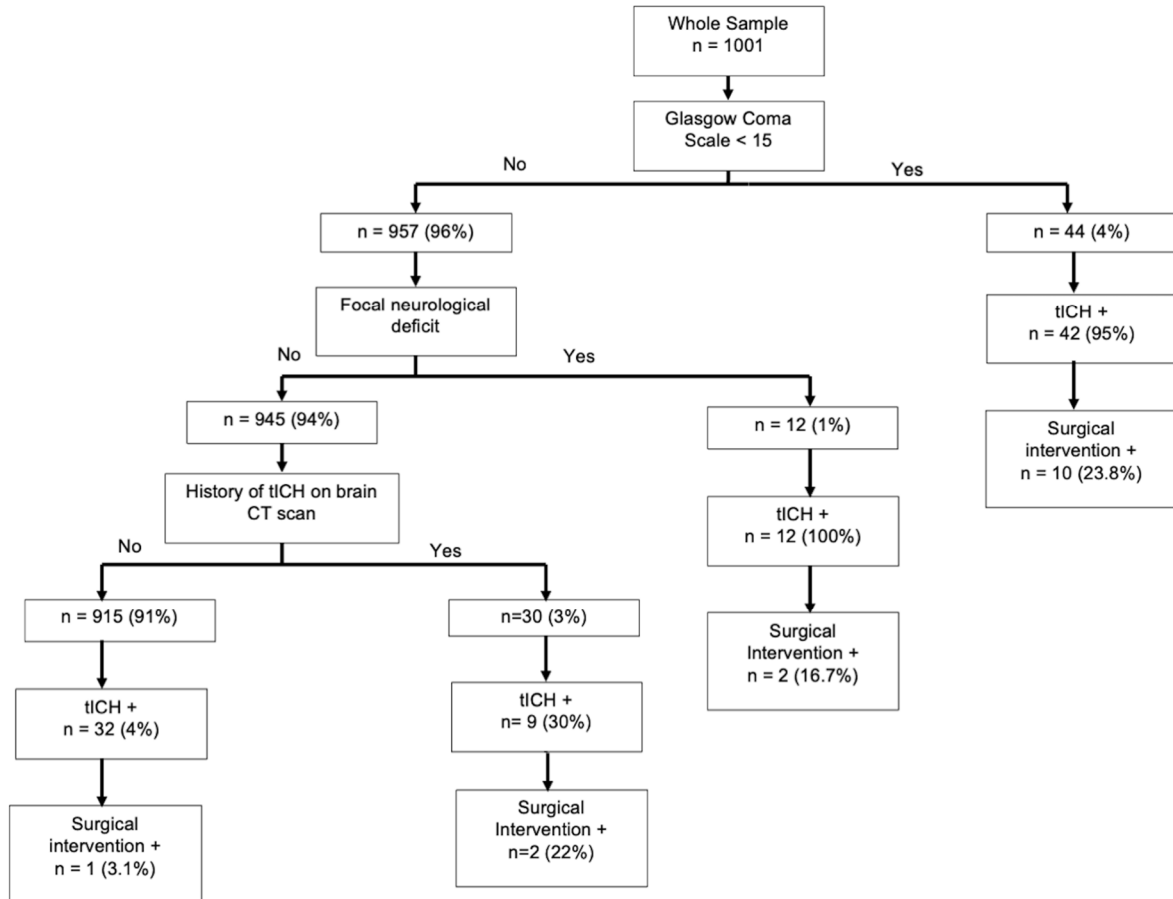 Whole Sample
n = 1001
Glasgow Coma
Scale < 15
No
Yes
n = 957 (96%)
n = 44 (4%)
Focal neurological
deficit
tICH +
n = 42 (95%)
No
Yes
n = 945 (94%)
n = 12 (1%)
Surgical
intervention +
n = 10 (23.8%)
History of tICH on brain
CT scan
tICH +
n = 12 (100%)
No
Yes
n = 915 (91%)
n=30 (3%)
Surgical
Intervention +
n = 2 (16.7%)
tICH +
n = 32 (4%)
tICH +
n= 9 (30%)
Surgical
intervention +
n = 1 (3.1%)
Surgical
Intervention +
n=2 (22%)